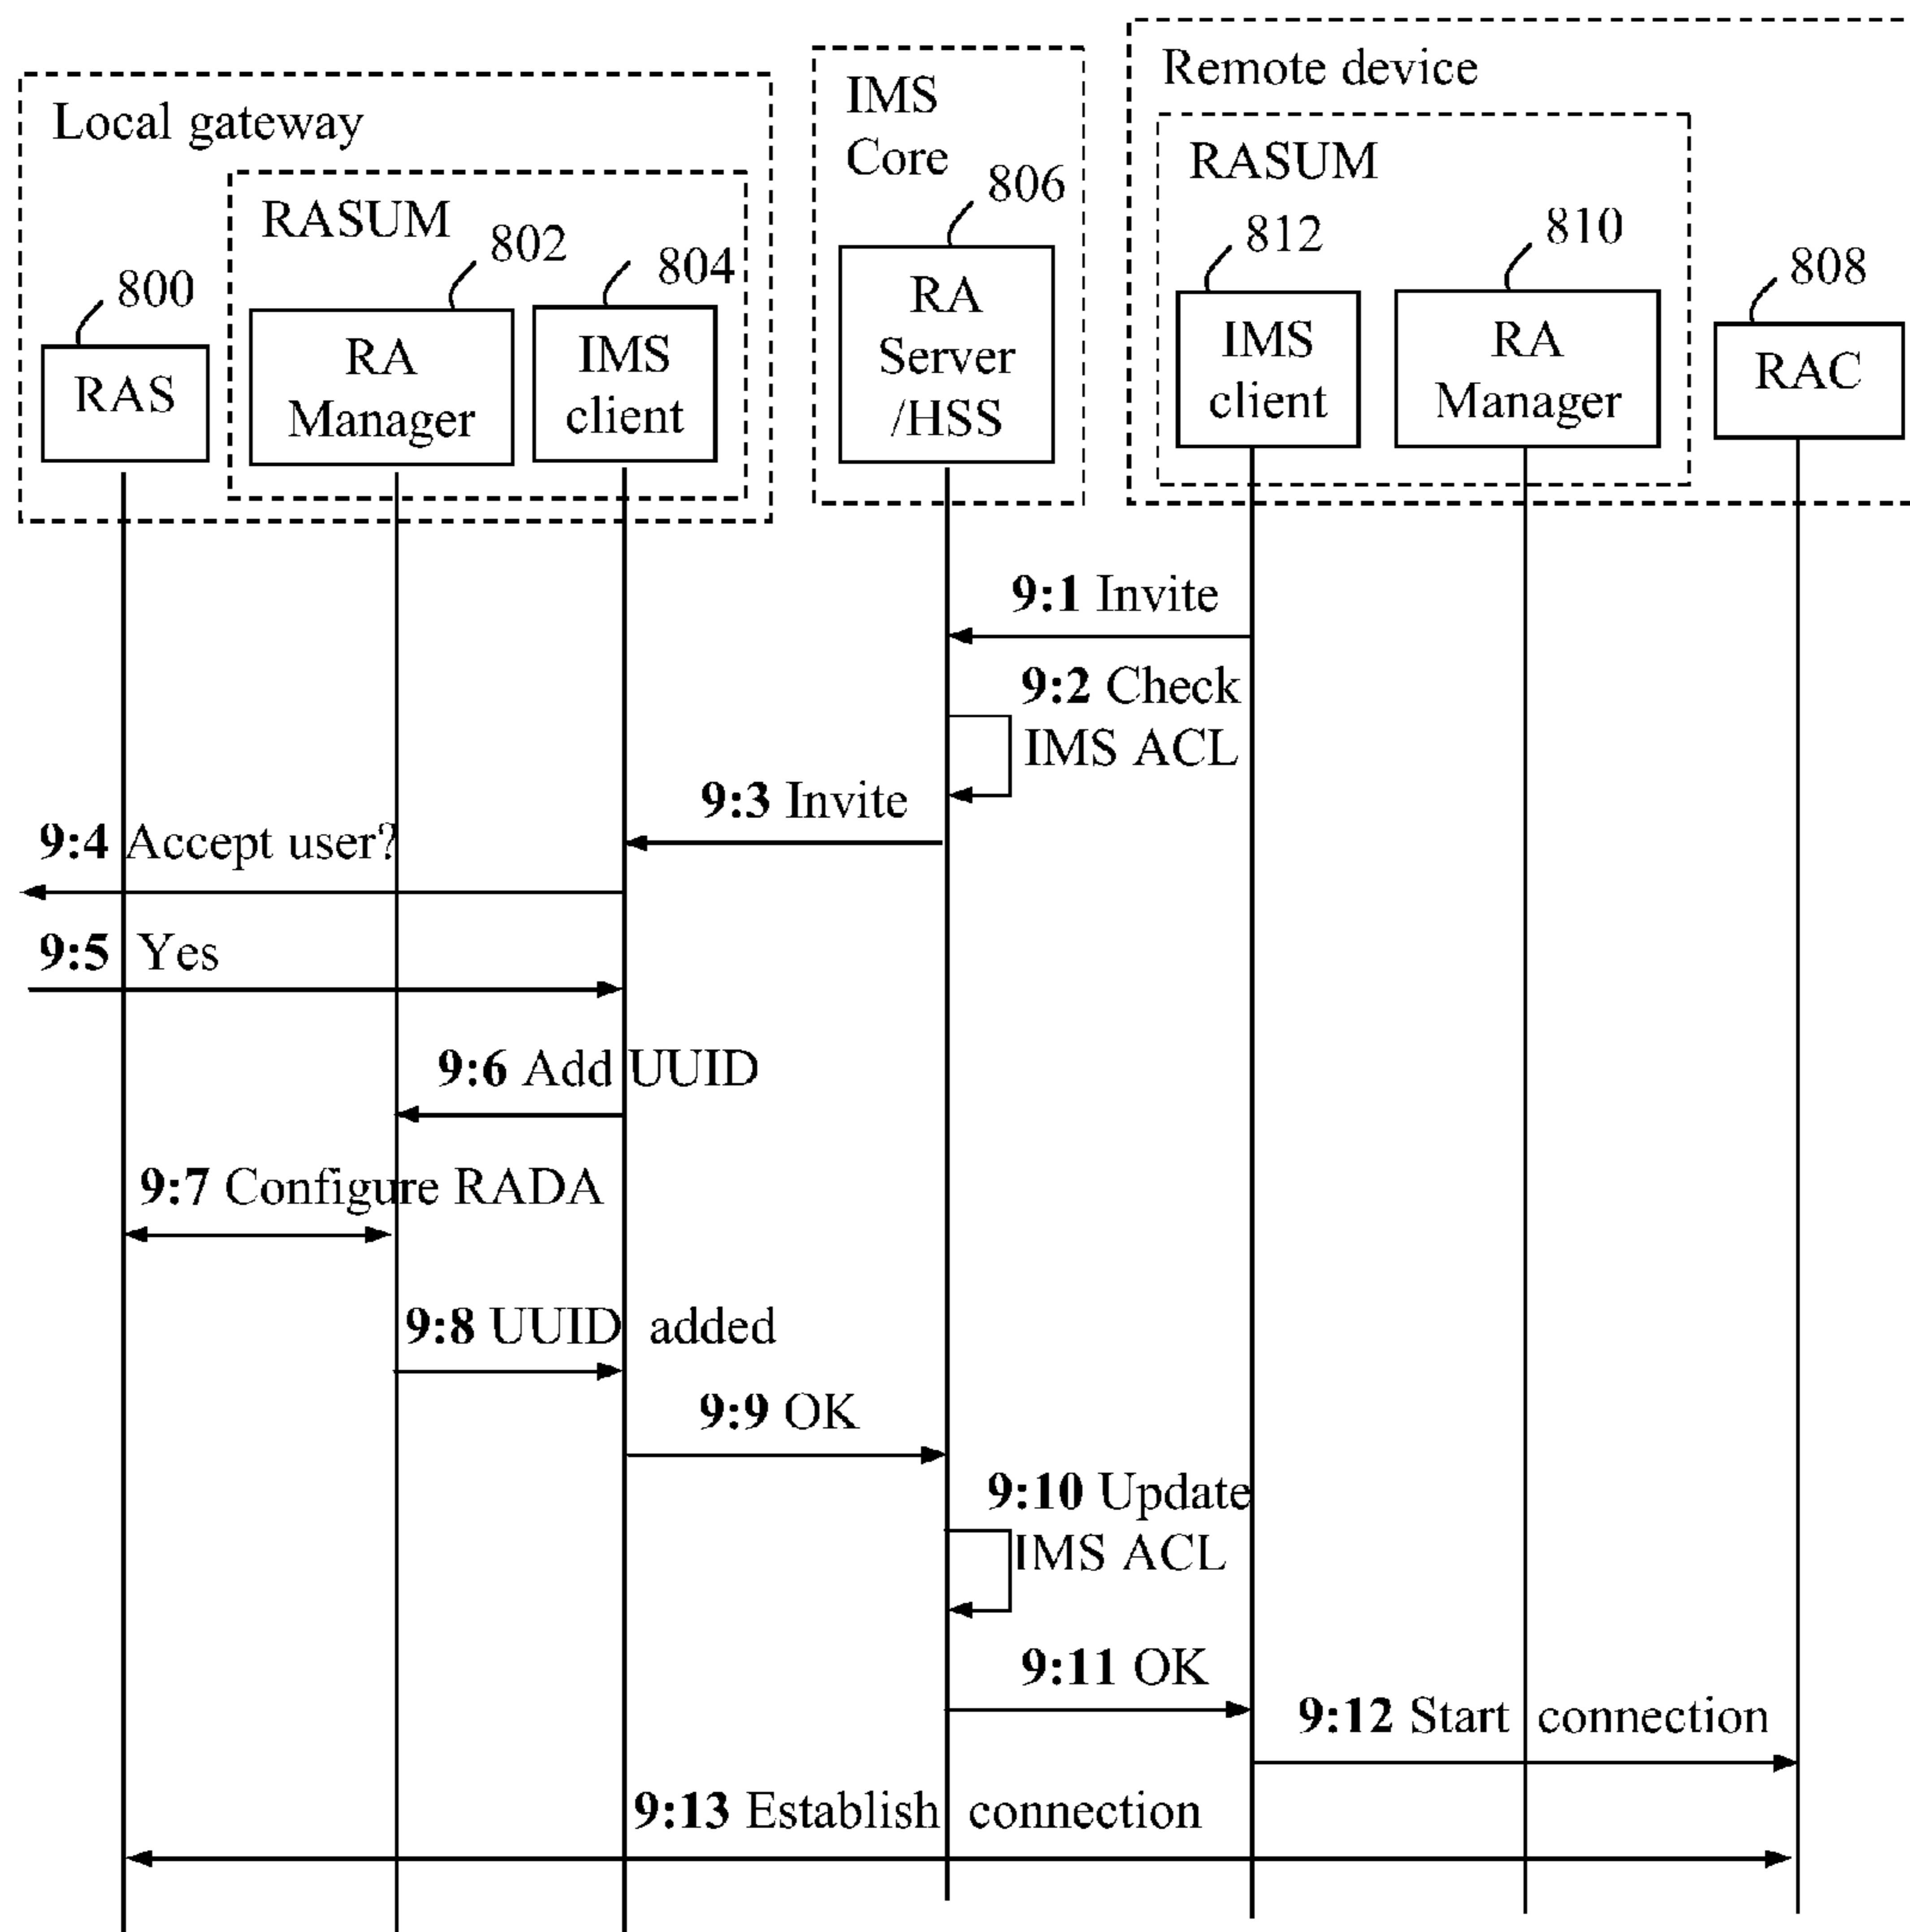 Local gateway
RASUM
800
RAS
802
RA
Manager
804
IMS
client
IMS
Core
806
RA
Server
/HSS
Remote device
RASUM
812
IMS
client
810
RA
Manager
808
RAC
9:1 Invite
9:2 Check
IMS ACL
9:3 Invite
9:4 Accept user?
9:5 Yes
9:6 Add UUID
9:7 Configure RADA
9:8 UUID added
9:9 OK
9:10 Update
IMS ACL
9:11 OK
9:12 Start connection
9:13 Establish connection